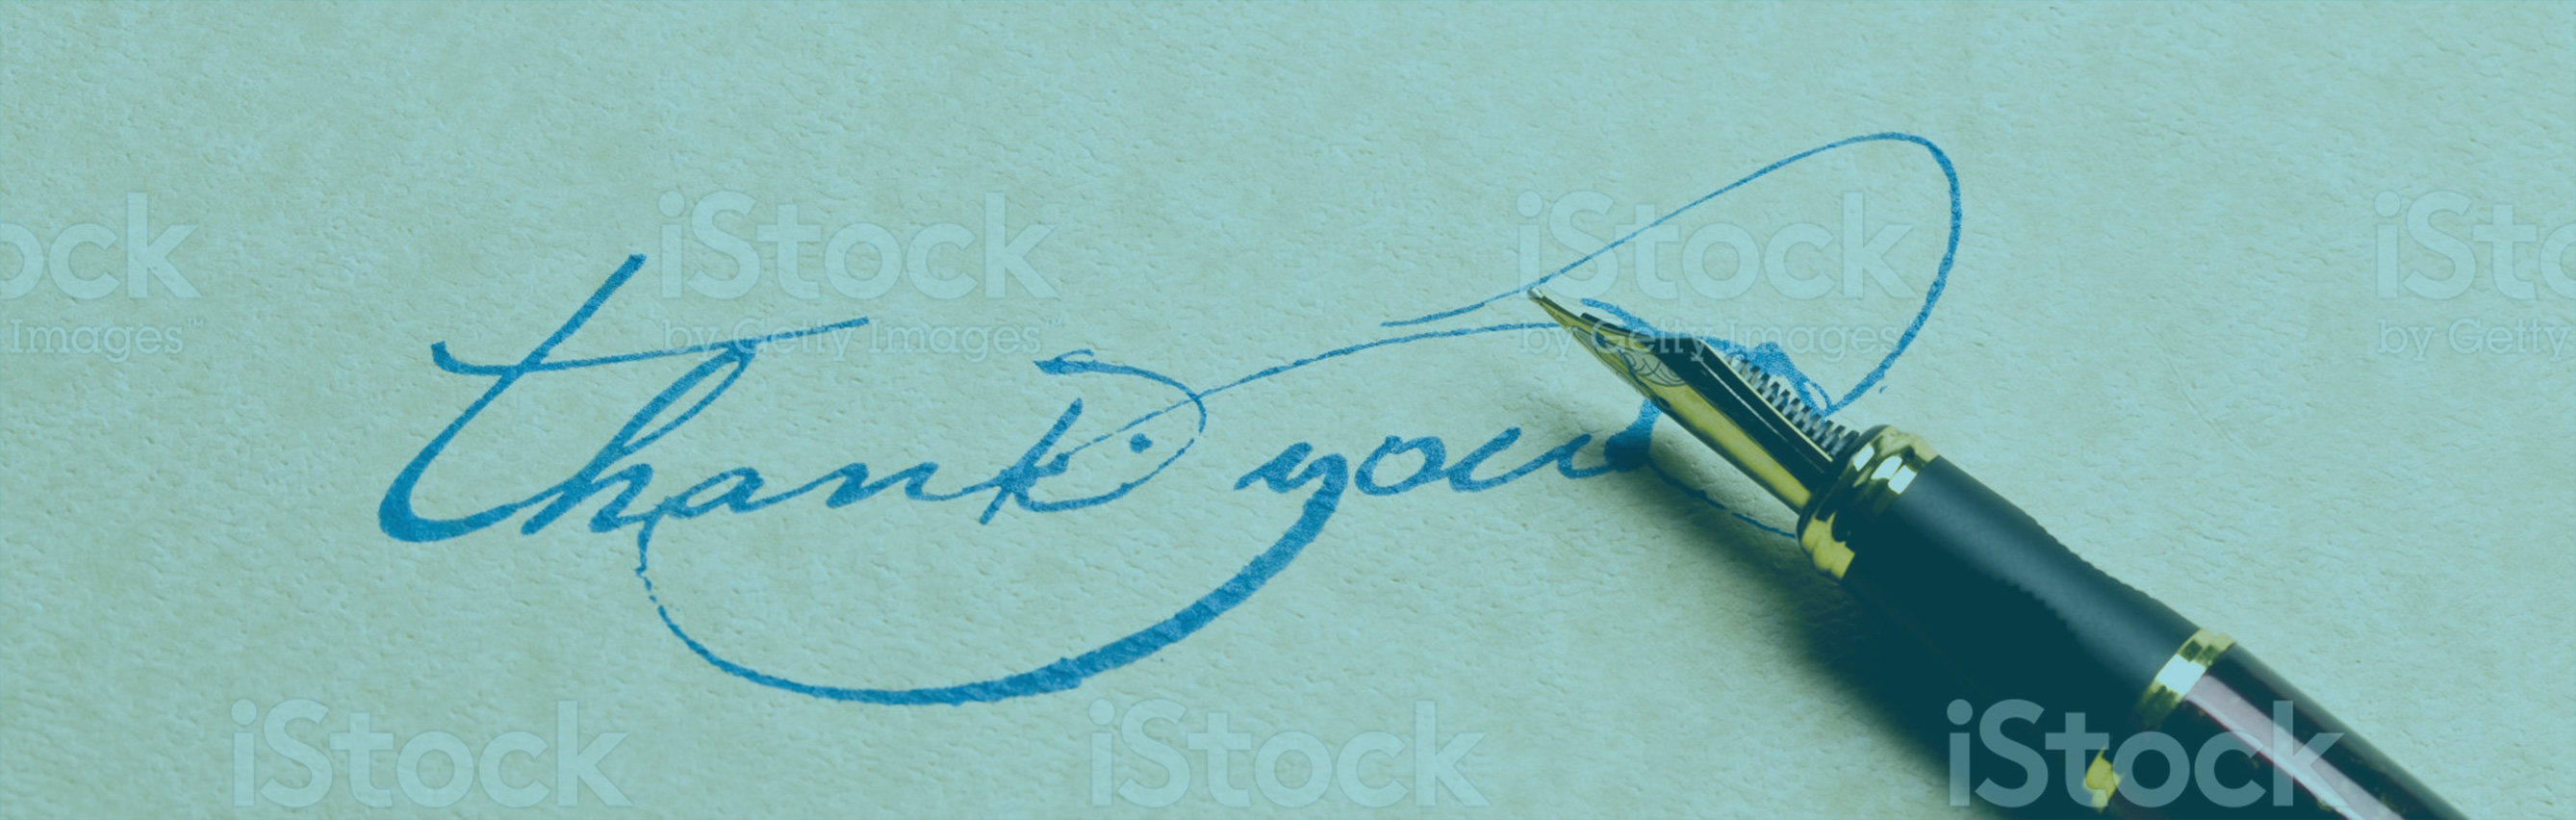 iStock
by Getty Images™
iStock
by Getty Images
ock
Images™
iSto
by Getty
thank you
iStock
iStock
iStock